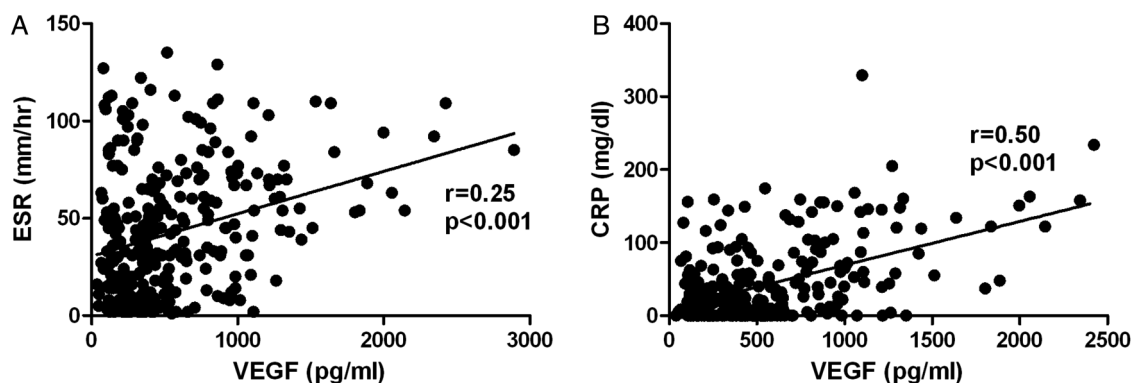 A
150
100
50
0
ESR (mm/hr)
r=0.25
p<0.001
0 1000 2000 3000
VEGF (pg/ml)
B
400
300
200
100
0
CRP (mg/dl)
r=0.50
p<0.001
0 500 1000 1500 2000 2500
VEGF (pg/ml)